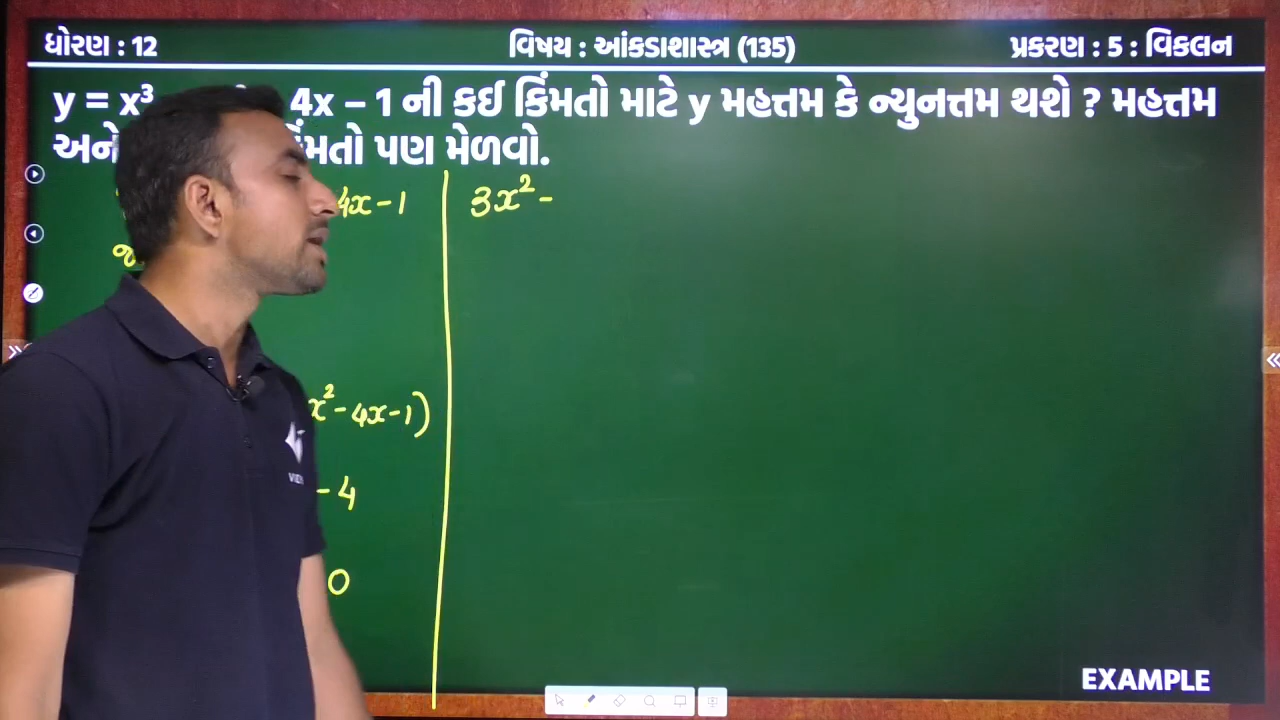 ધોરણ : 12 વિષય : આંકડાશાસ્ત્ર (135) પ્રકરણ : 5 : વિકલન
y = x³ 4x – 1 ની કઈ કિંમતો માટે y મહત્તમ કે ન્યુનત્તમ થશે ? મહત્તમ
અને કિંમતો પણ મેળવો.
4x - 1
3x² -
x² - 4x - 1)
- 4
0
EXAMPLE